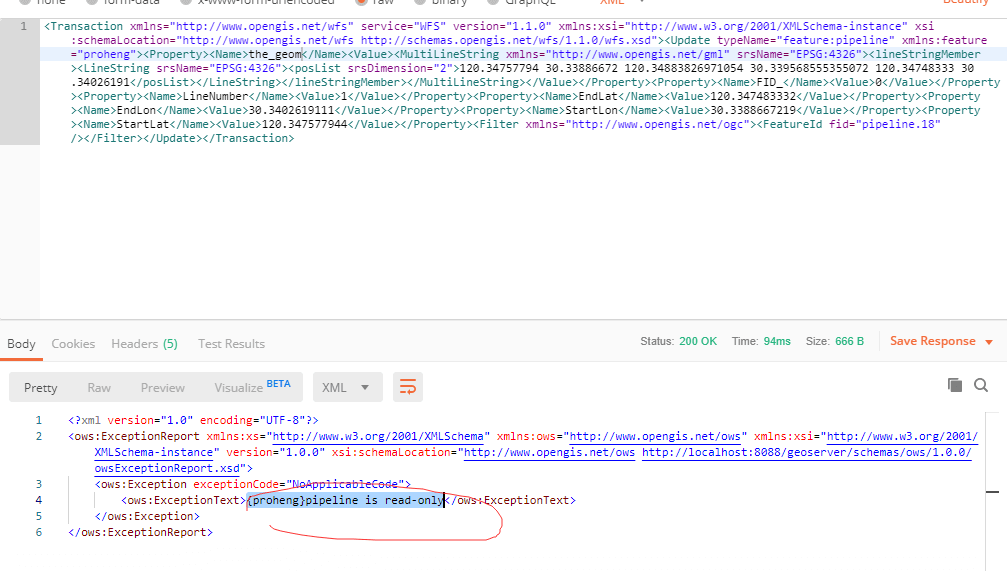 none form-data x-www-form-urlencoded raw binary GraphQL XML Beautify
1 <Transaction xmlns="http://www.opengis.net/wfs" service="WFS" version="1.1.0" xmlns:xsi="http://www.w3.org/2001/XMLSchema-instance" xsi
:schemaLocation="http://www.opengis.net/wfs http://schemas.opengis.net/wfs/1.1.0/wfs.xsd"><Update typeName="feature:pipeline" xmlns:feature
="proheng"><Property><Name>the_geom</Name><Value><MultiLineString xmlns="http://www.opengis.net/gml" srsName="EPSG:4326"><lineStringMember
><LineString srsName="EPSG:4326"><posList srsDimension="2">120.34757794 30.33886672 120.34883826971054 30.339568555355072 120.34748333 30
.34026191</posList></LineString></lineStringMember></MultiLineString></Value></Property><Property><Name>FID_</Name><Value>0</Value></Property
><Property><Name>LineNumber</Name><Value>1</Value></Property><Property><Name>EndLat</Name><Value>120.347483332</Value></Property><Property
><Name>EndLon</Name><Value>30.3402619111</Value></Property><Property><Name>StartLon</Name><Value>30.3388667219</Value></Property><Property
><Name>StartLat</Name><Value>120.347577944</Value></Property><Filter xmlns="http://www.opengis.net/ogc"><FeatureId fid="pipeline.18"
/></Filter></Update></Transaction>
Body Cookies Headers (5) Test Results Status: 200 OK Time: 94ms Size: 666 B Save Response
Pretty Raw Preview Visualize BETA XML
1 <?xml version="1.0" encoding="UTF-8"?>
2 <ows:ExceptionReport xmlns:xs="http://www.w3.org/2001/XMLSchema" xmlns:ows="http://www.opengis.net/ows" xmlns:xsi="http://www.w3.org/2001/
XMLSchema-instance" version="1.0.0" xsi:schemaLocation="http://www.opengis.net/ows http://localhost:8088/geoserver/schemas/ows/1.0.0/
owsExceptionReport.xsd">
3 <ows:Exception exceptionCode="NoApplicableCode">
4 <ows:ExceptionText>{proheng}pipeline is read-only</ows:ExceptionText>
5 </ows:Exception>
6 </ows:ExceptionReport>